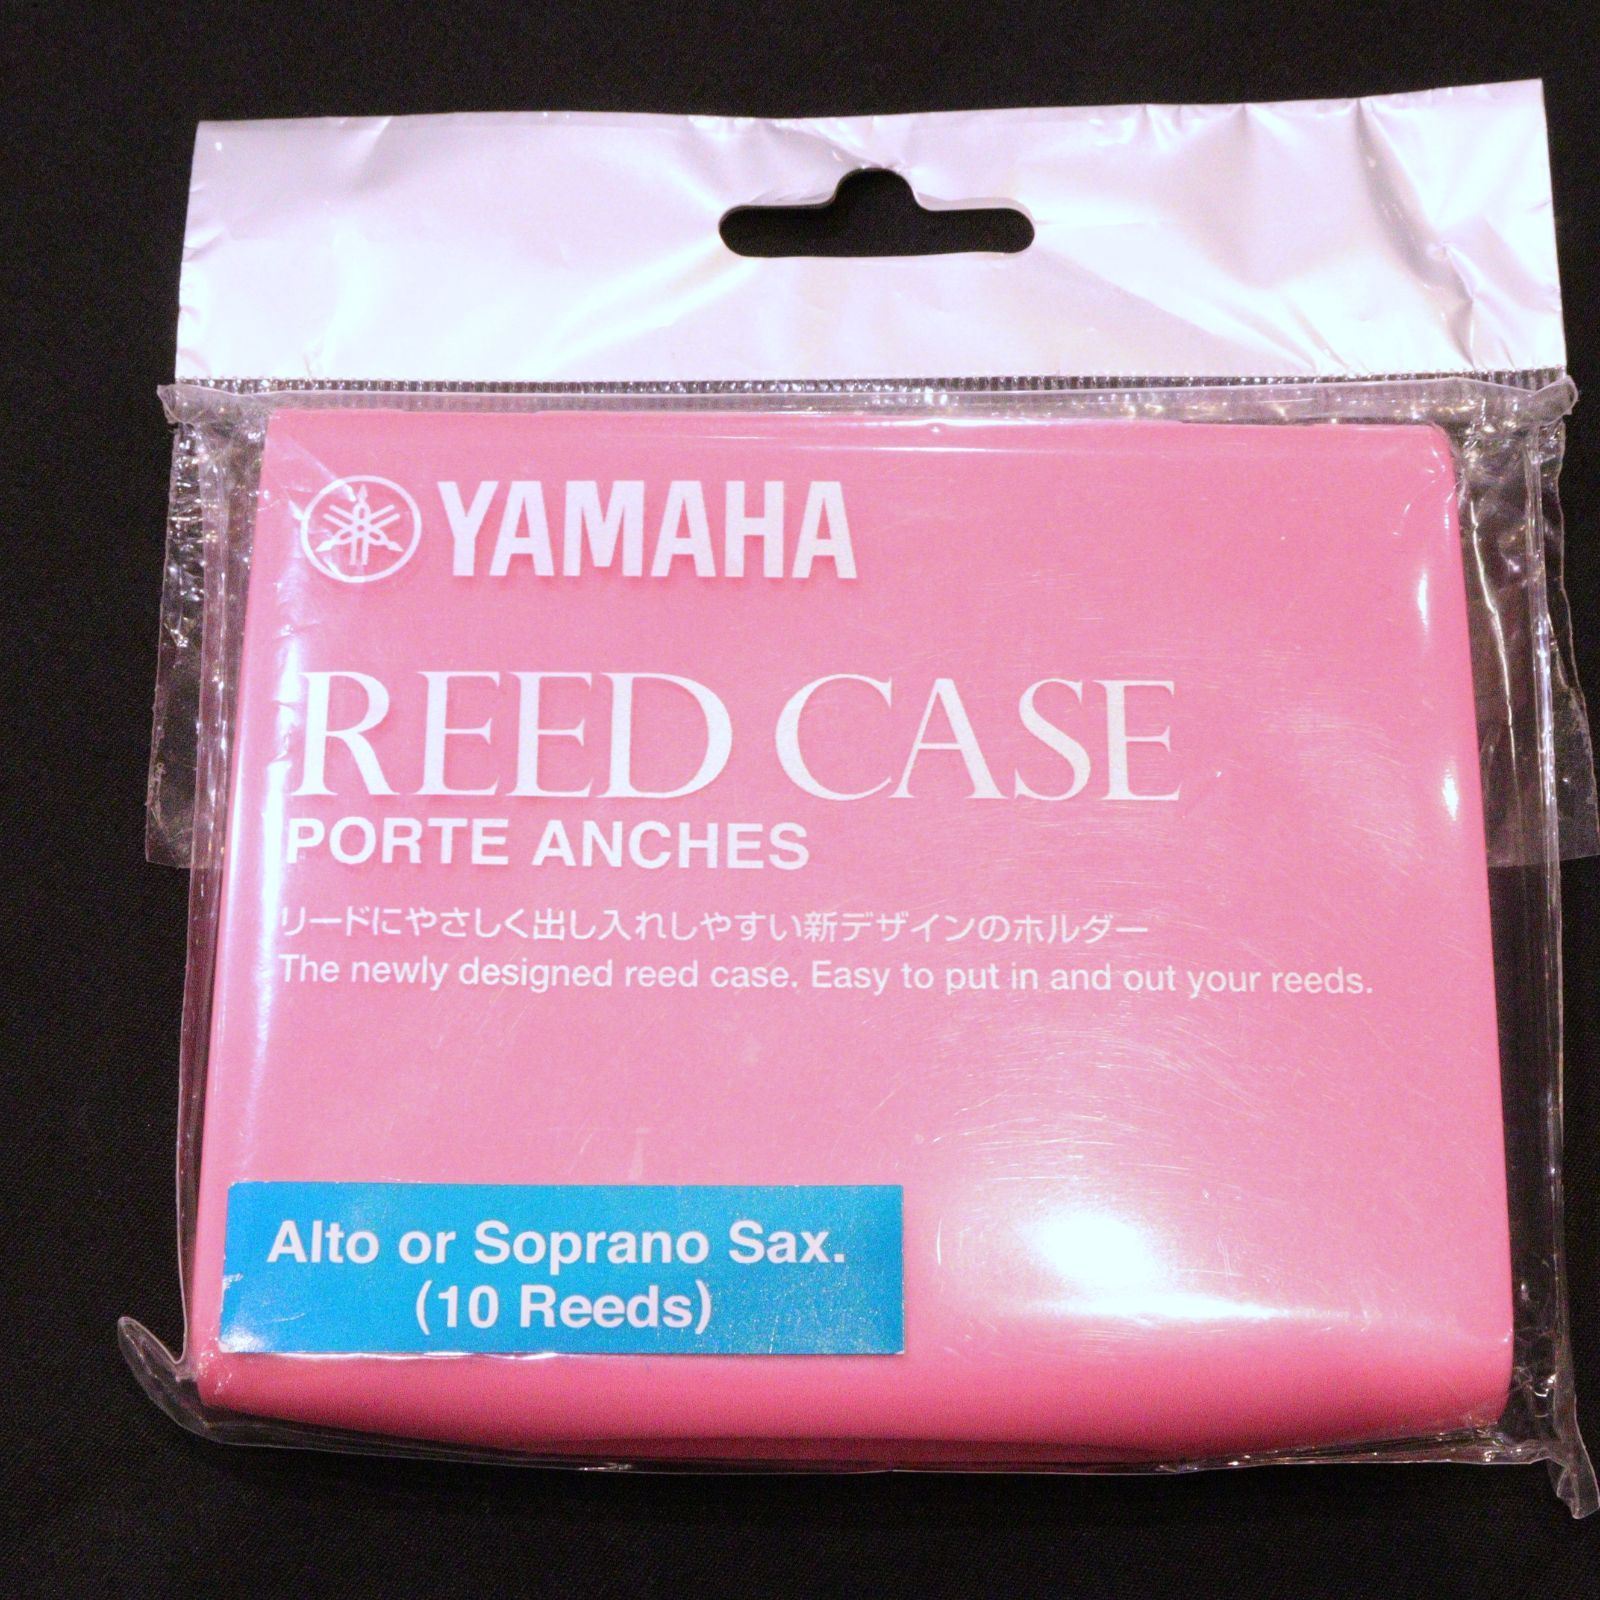 YAMAHA
REED CASE
PORTE ANCHES
リードにやさしく出し入れしやすい新デザインのホルダー
The newly designed reed case. Easy to put in and out your reeds.
Alto or Soprano Sax.
(10 Reeds)